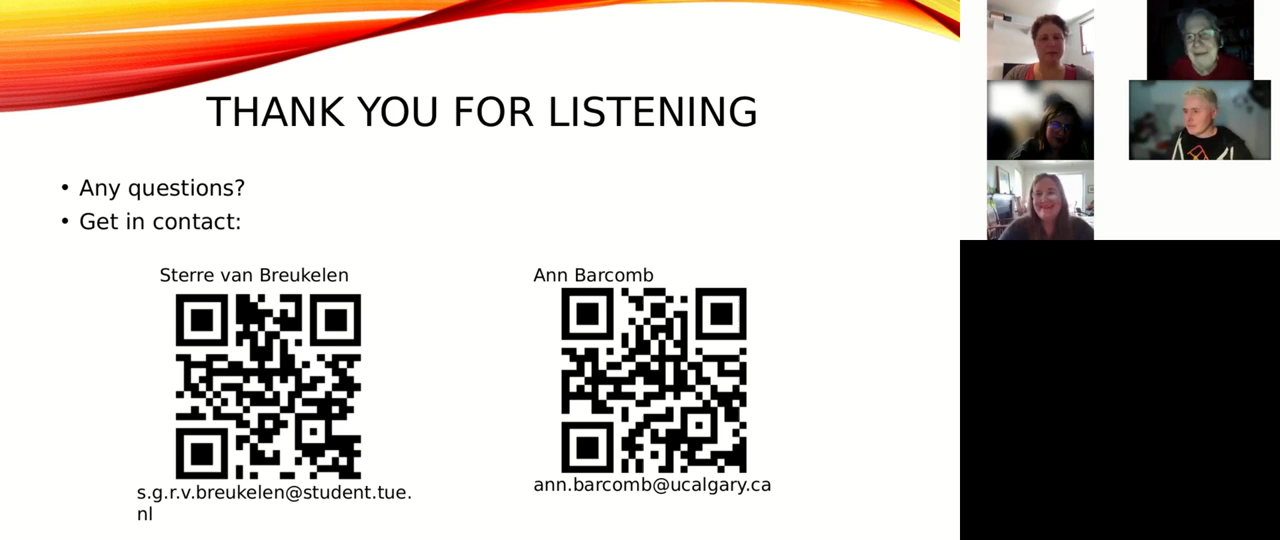 THANK YOU FOR LISTENING
• Any questions?
• Get in contact:
Sterre van Breukelen
s.g.r.v.breukelen@student.tue.
nl
Ann Barcomb
ann.barcomb@ucalgary.ca